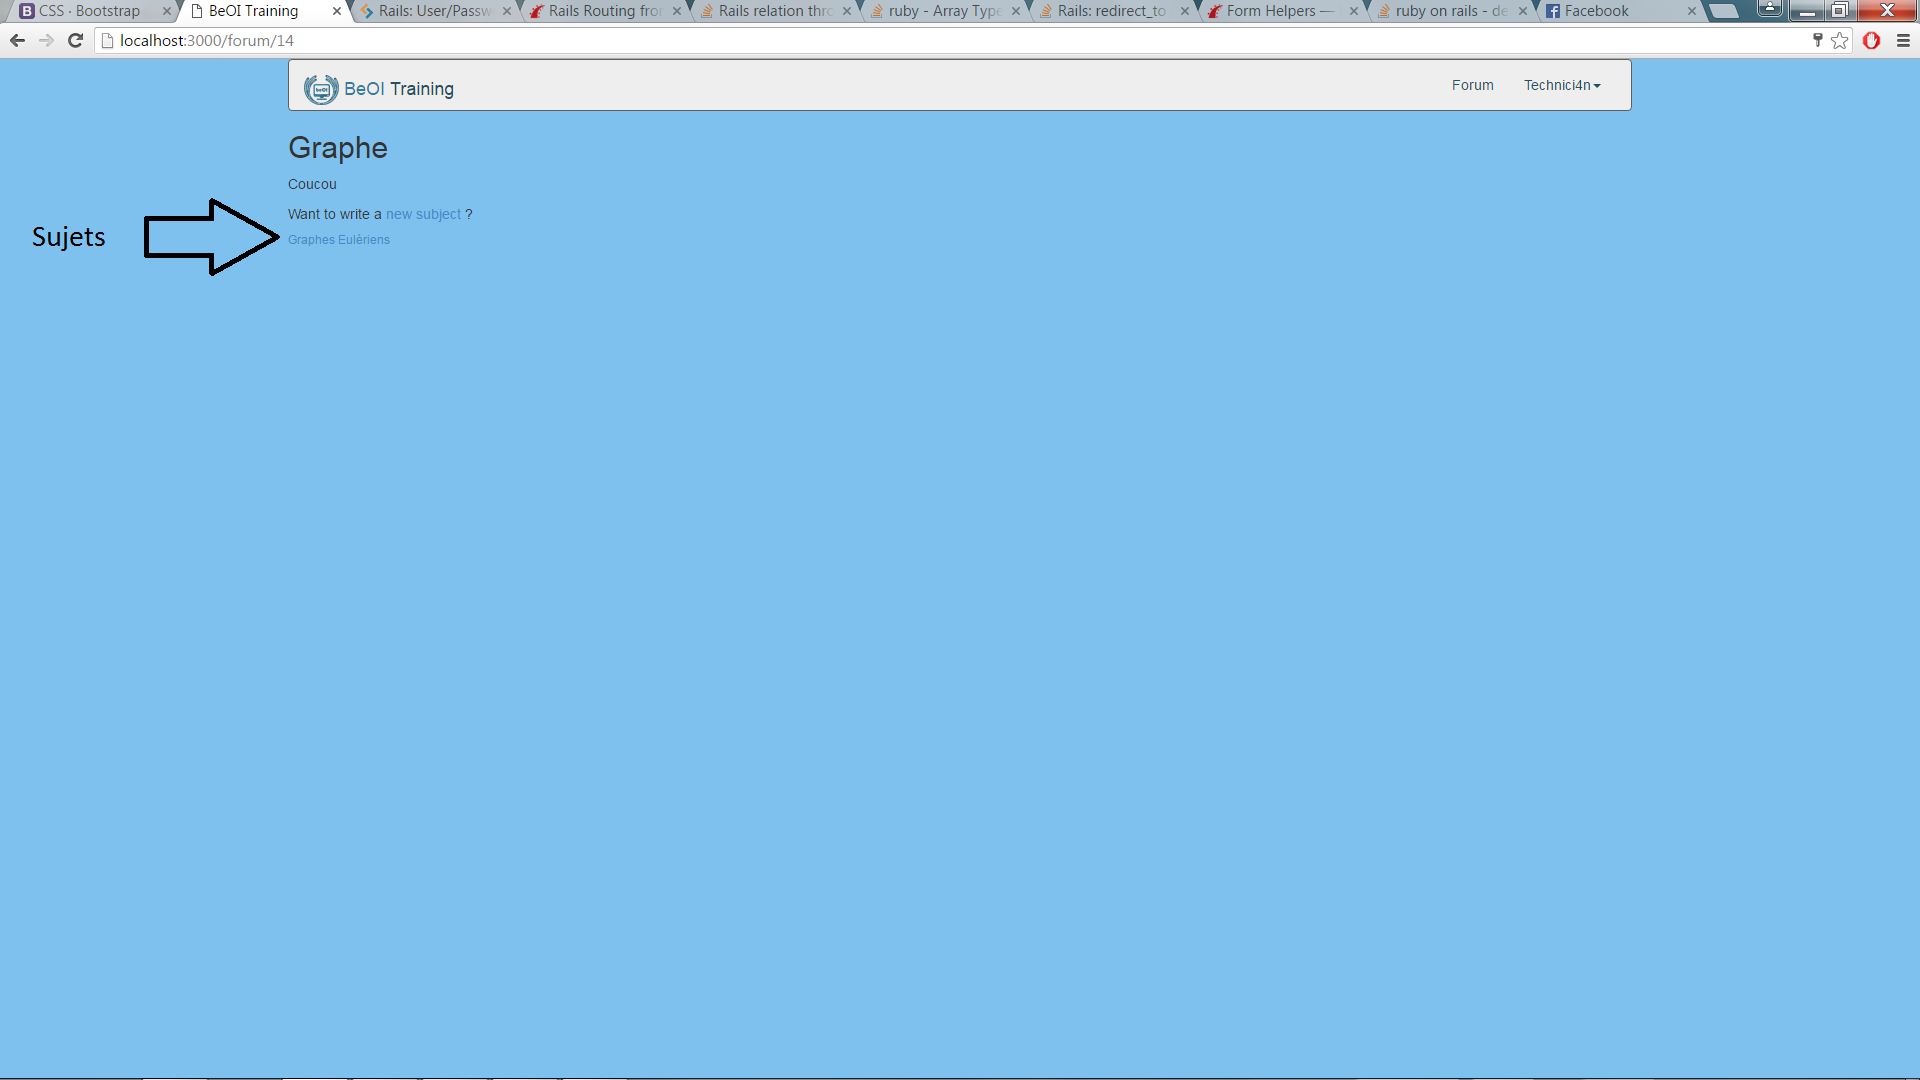 CSS · Bootstrap
BeOI Training
Rails: User/Passw
Rails Routing fro
Rails relation thro
ruby - Array Type
Rails: redirect_to
Form Helpers —
ruby on rails - de
Facebook
localhost:3000/forum/14
BeOI Training
Forum
Technici4n
Graphe
Coucou
Want to write a new subject ?
Sujets
Graphes Eulériens